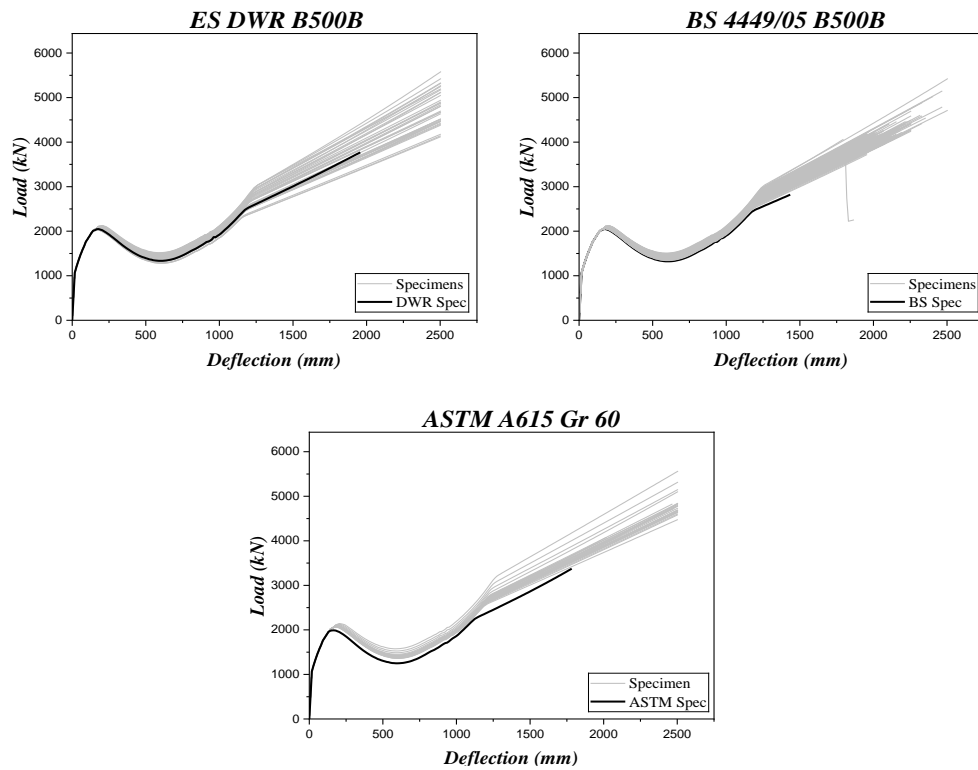 ES DWR B500B
6000
5000
4000
3000
2000
1000
0
0 500 1000 1500 2000 2500
Load (kN)
Deflection (mm)
Specimens
DWR Spec
BS 4449/05 B500B
6000
5000
4000
3000
2000
1000
0
0 500 1000 1500 2000 2500
Load (kN)
Deflection (mm)
Specimens
BS Spec
ASTM A615 Gr 60
6000
5000
4000
3000
2000
1000
0
0 500 1000 1500 2000 2500
Load (kN)
Deflection (mm)
Specimen
ASTM Spec